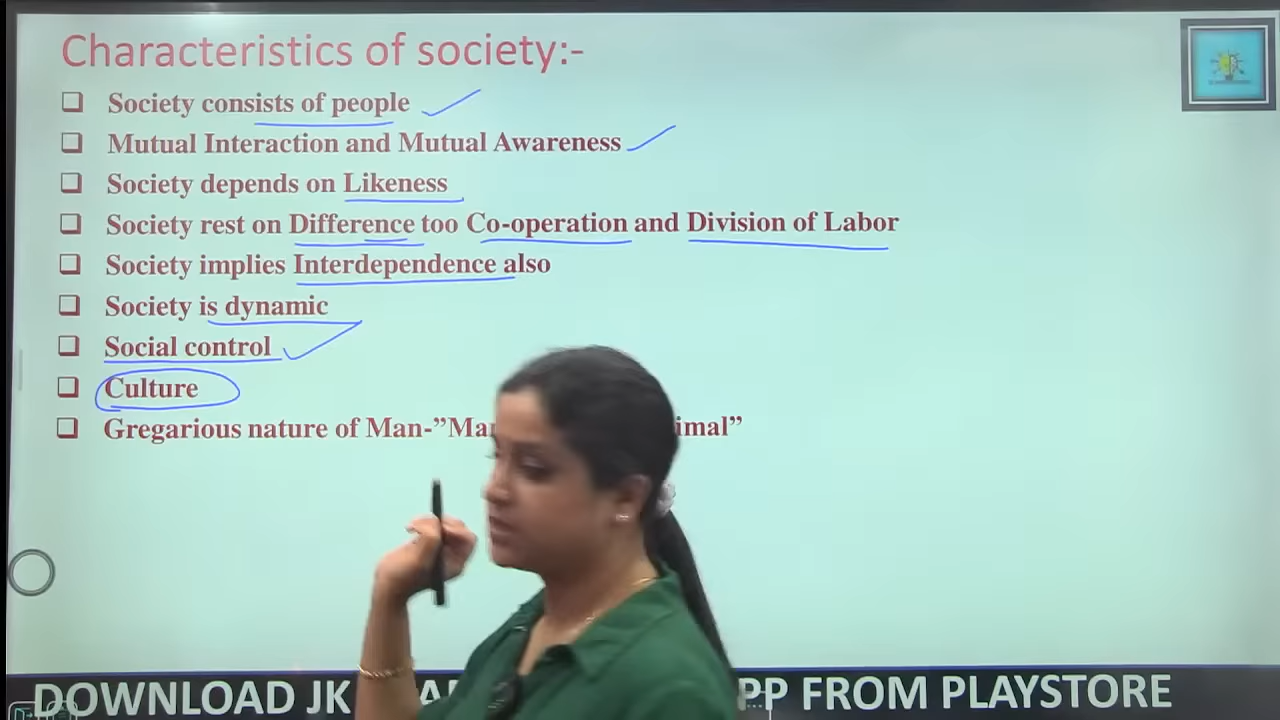 Characteristics of society:-
❑ Society consists of people
❑ Mutual Interaction and Mutual Awareness
❑ Society depends on Likeness
❑ Society rest on Difference too Co-operation and Division of Labor
❑ Society implies Interdependence also
❑ Society is dynamic
❑ Social control
❑ Culture
❑ Gregarious nature of Man-”Ma imal”
DOWNLOAD JK PP FROM PLAYSTORE